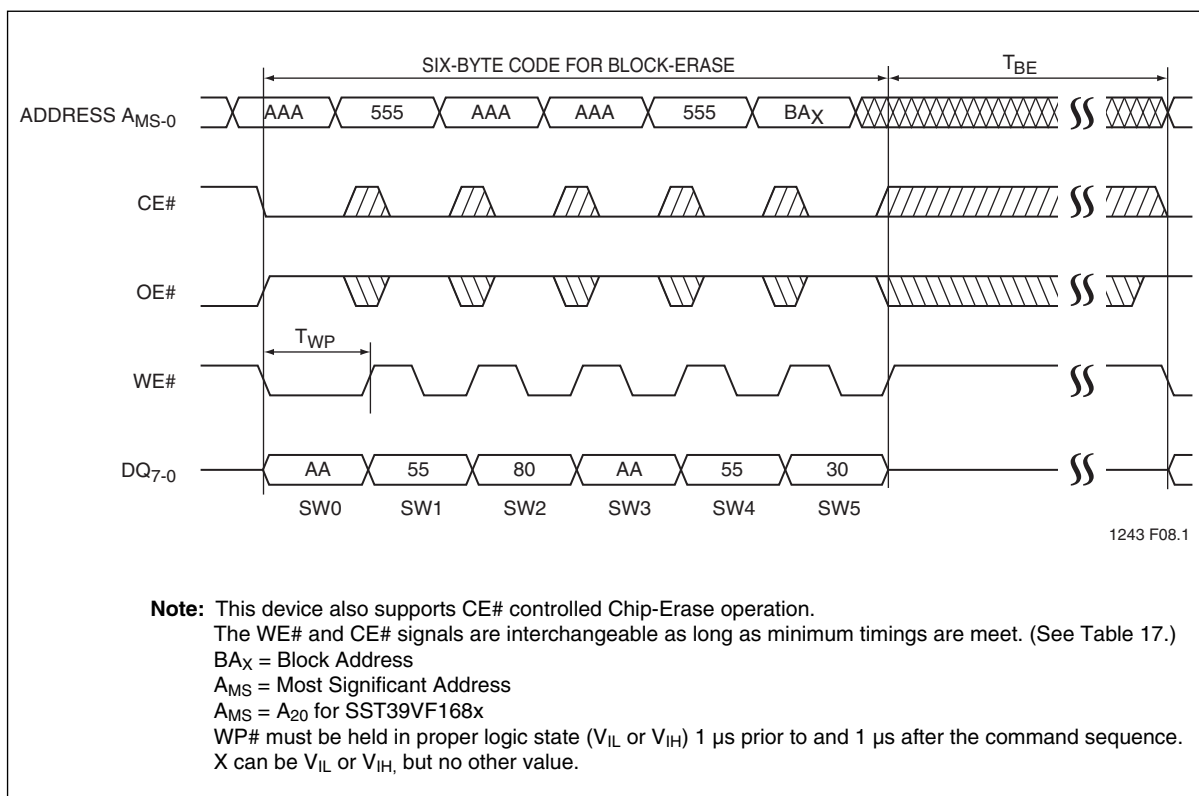 SIX-BYTE CODE FOR BLOCK-ERASE
TBE
ADDRESS AMS-0
AAA 555 AAA AAA 555 BAX
CE#
OE#
TWP
WE#
DQ7-0
AA 55 80 AA 55 30
SW0 SW1 SW2 SW3 SW4 SW5
1243 F08.1
Note: This device also supports CE# controlled Chip-Erase operation.
The WE# and CE# signals are interchangeable as long as minimum timings are meet. (See Table 17.)
BAX = Block Address
AMS = Most Significant Address
AMS = A20 for SST39VF168x
WP# must be held in proper logic state (VIL or VIH) 1 µs prior to and 1 µs after the command sequence.
X can be VIL or VIH, but no other value.